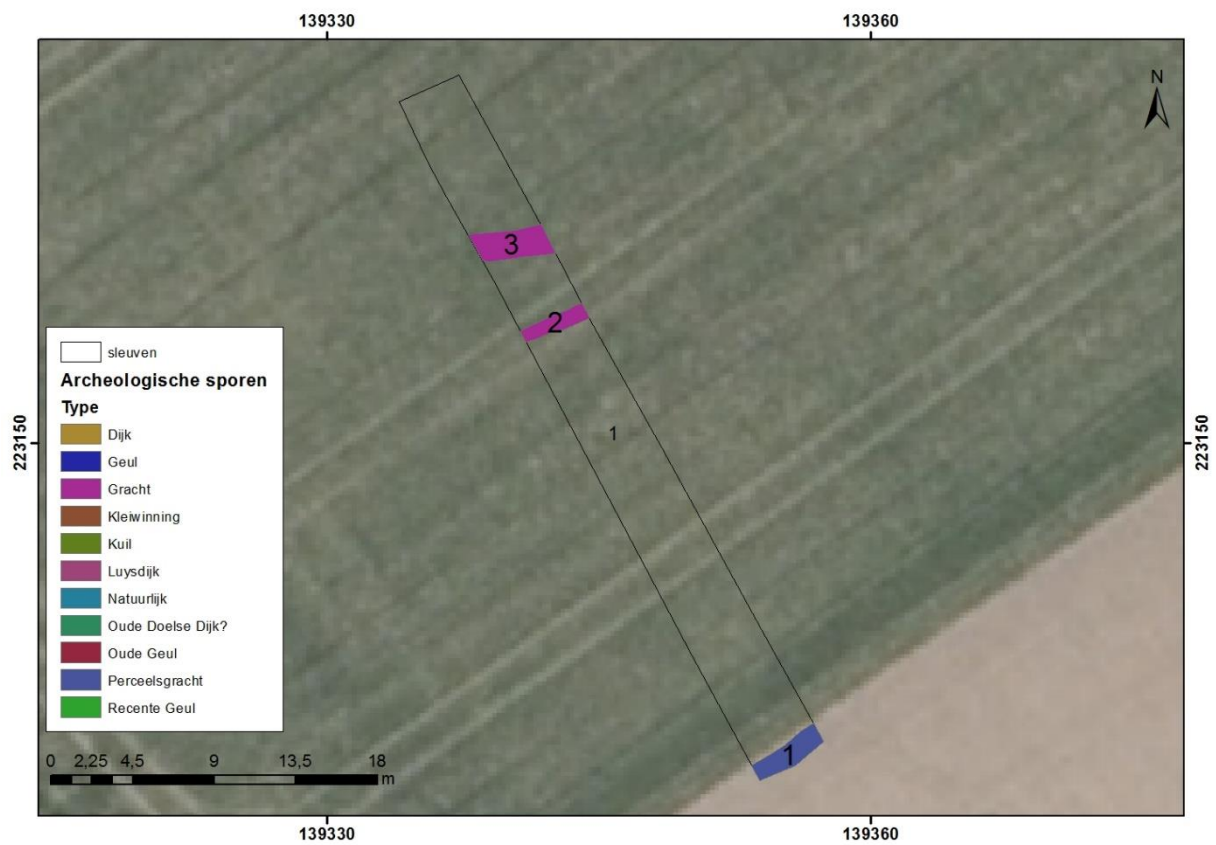 139330 139360
N
3
2
223150 1 223150
sleuven
Archeologische sporen
Type
Dijk
Geul
Gracht
Kleiwinning
Kuil
Luysdijk
Natuurlijk
Oude Doelse Dijk?
Oude Geul
Perceelsgracht
Recente Geul
1
0 2,25 4,5 9 13,5 18
m
139330 139360